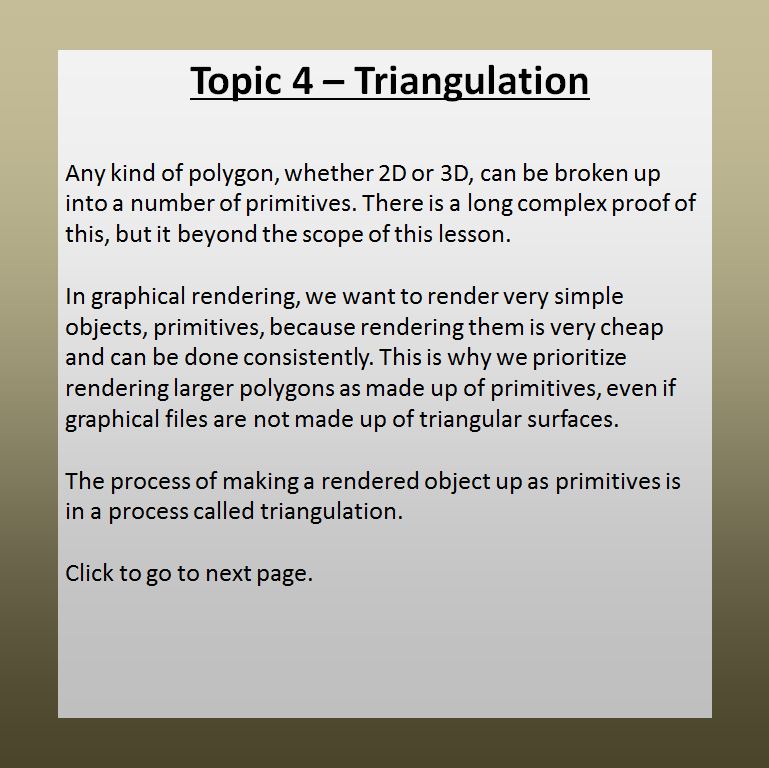 Topic 4 – Triangulation
Any kind of polygon, whether 2D or 3D, can be broken up
into a number of primitives. There is a long complex proof of
this, but it beyond the scope of this lesson.
In graphical rendering, we want to render very simple
objects, primitives, because rendering them is very cheap
and can be done consistently. This is why we prioritize
rendering larger polygons as made up of primitives, even if
graphical files are not made up of triangular surfaces.
The process of making a rendered object up as primitives is
in a process called triangulation.
Click to go to next page.